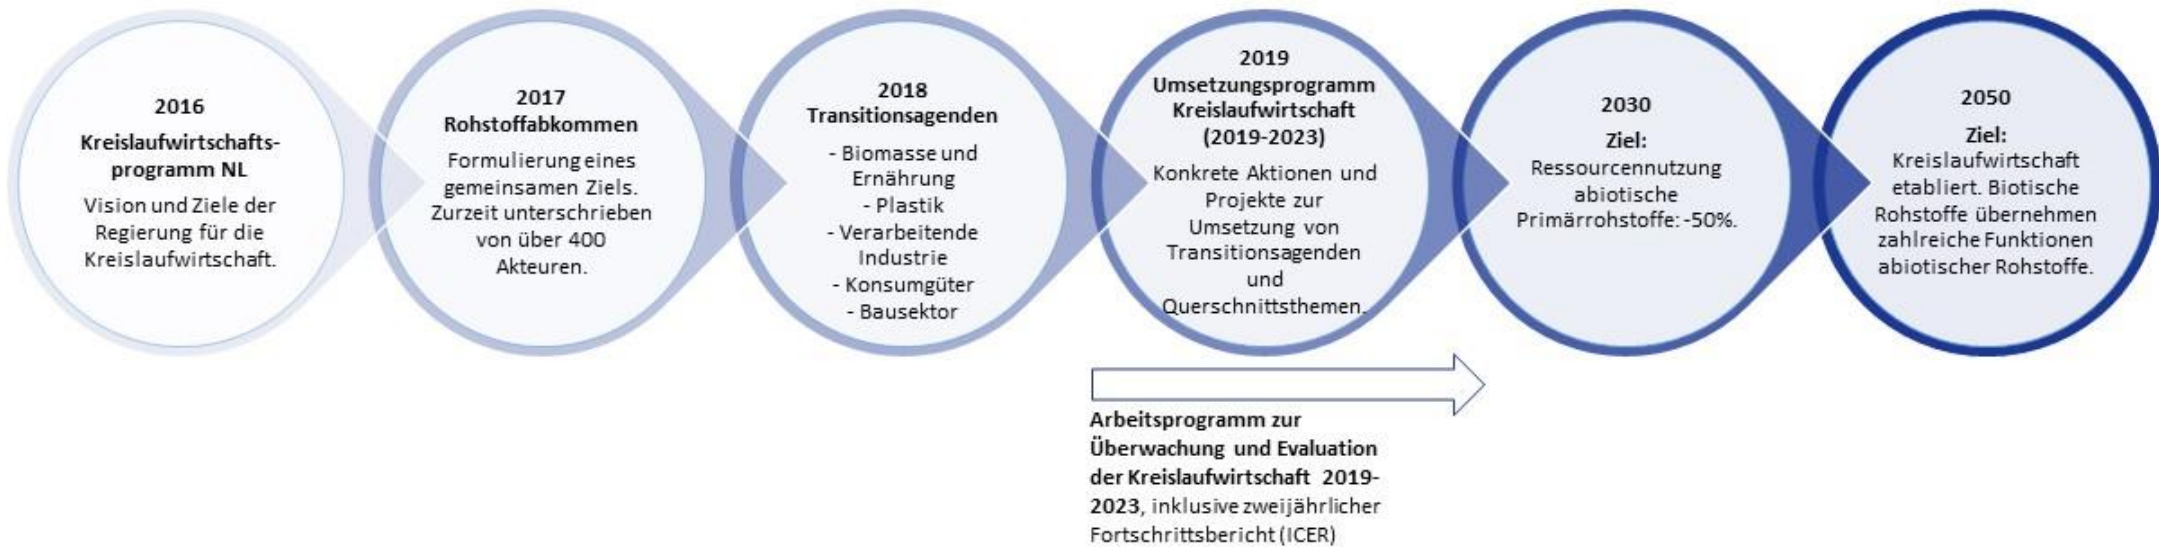 2016
Kreislaufwirtschafts-
programm NL
Vision und Ziele der
Regierung für die
Kreislaufwirtschaft.
2017
Rohstoffabkommen
Formulierung eines
gemeinsamen Ziels.
Zurzeit unterschrieben
von über 400
Akteuren.
2018
Transitionsagenden
- Biomasse und
Ernährung
- Plastik
- Verarbeitende
Industrie
- Konsumgüter
- Bausektor
2019
Umsetzungsprogramm
Kreislaufwirtschaft
(2019-2023)
Konkrete Aktionen und
Projekte zur
Umsetzung von
Transitionsagenden
und
Querschnittsthemen.
2030
Ziel:
Ressourcennutzung
abiotische
Primärrohstoffe: -50%.
2050
Ziel:
Kreislaufwirtschaft
etabliert. Biotische
Rohstoffe übernehmen
zahlreiche Funktionen
abiotischer Rohstoffe.
Arbeitsprogramm zur
Überwachung und Evaluation
der Kreislaufwirtschaft 2019-
2023, inklusive zweijährlicher
Fortschrittsbericht (ICER)